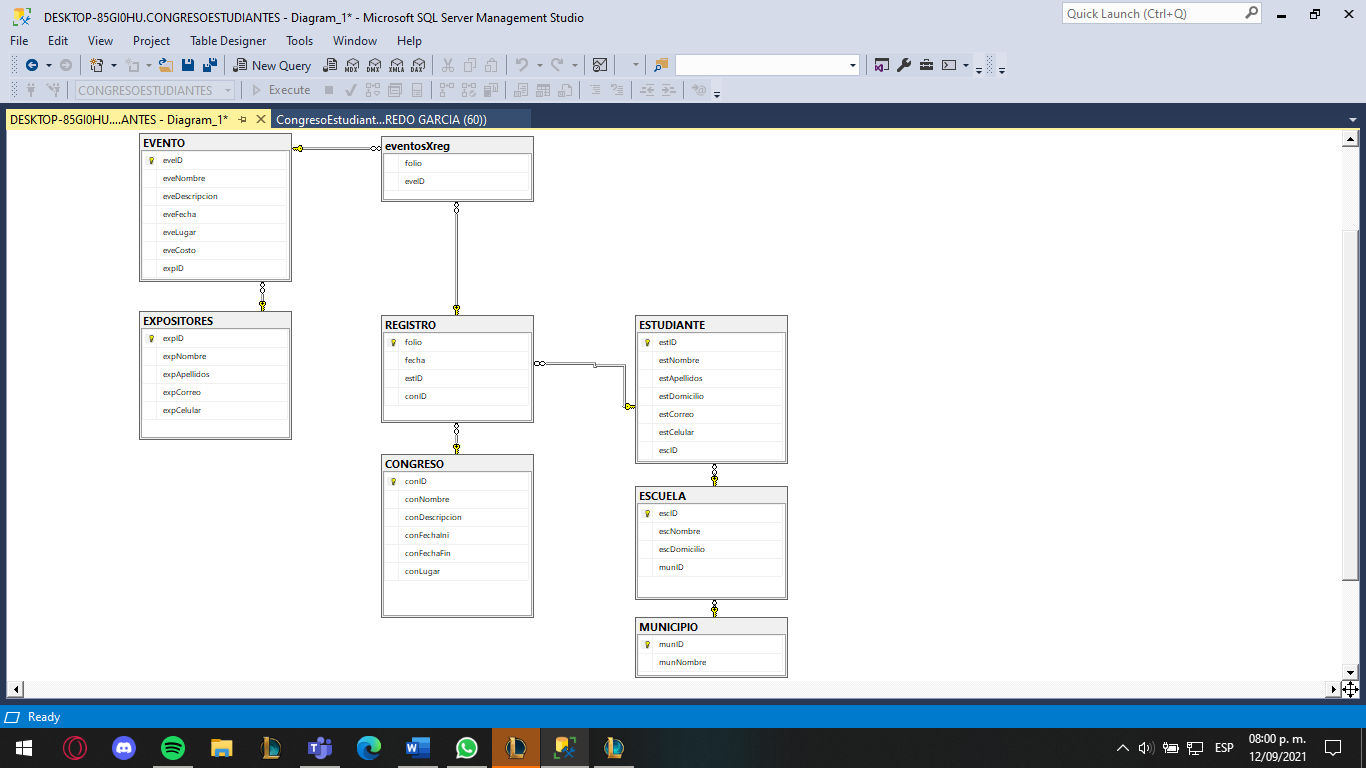 DESKTOP-85GI0HU.CONGRESOESTUDIANTES - Diagram_1* - Microsoft SQL Server Management Studio
Quick Launch (Ctrl+Q)
File Edit View Project Table Designer Tools Window Help
New Query MDX DMX XMLA DAX
CONGRESOESTUDIANTES Execute
DESKTOP-85GI0HU....ANTES - Diagram_1* CongresoEstudiant...REDO GARCIA (60))
EVENTO
eveID
eveNombre
eveDescripcion
eveFecha
eveLugar
eveCosto
expID
eventosXreg
folio
eveID
EXPOSITORES
expID
expNombre
expApellidos
expCorreo
expCelular
REGISTRO
folio
fecha
estID
conID
ESTUDIANTE
estID
estNombre
estApellidos
estDomicilio
estCorreo
estCelular
escID
CONGRESO
conID
conNombre
conDescripcion
conFechaIni
conFechaFin
conLugar
ESCUELA
escID
escNombre
escDomicilio
munID
MUNICIPIO
munID
munNombre
Ready
ESP
08:00 p. m.
12/09/2021